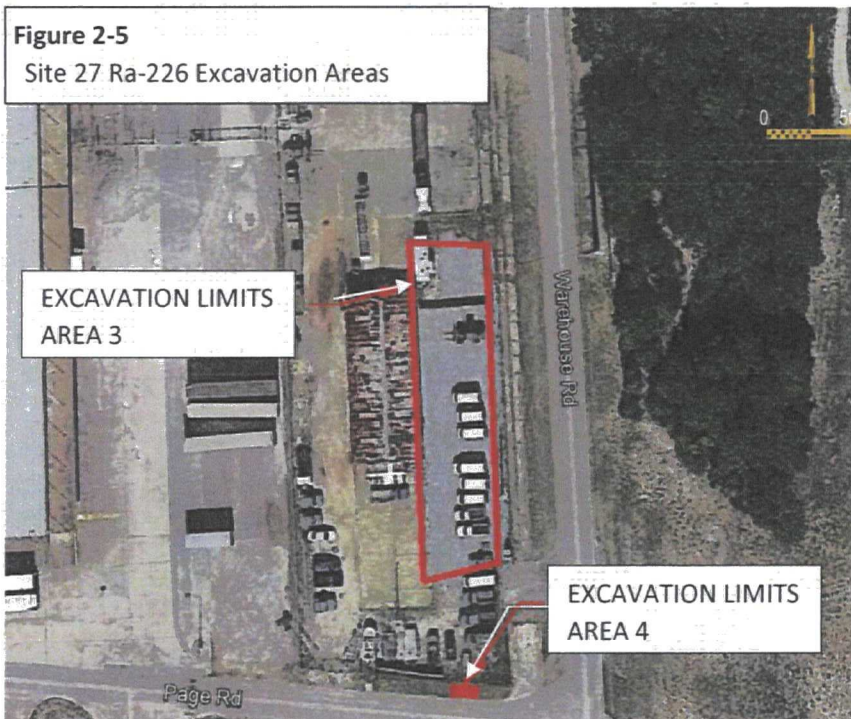 Figure 2-5
Site 27 Ra-226 Excavation Areas
0
EXCAVATION LIMITS
AREA 3
Warehouse Rd
EXCAVATION LIMITS
AREA 4
Page Rd